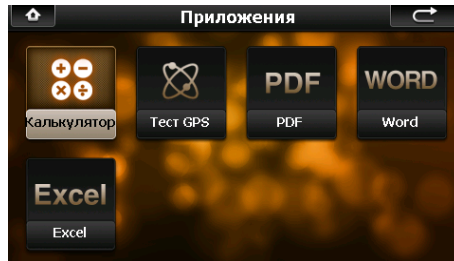 Приложения
Калькулятор
Тест GPS
PDF
PDF
WORD
Word
Excel
Excel